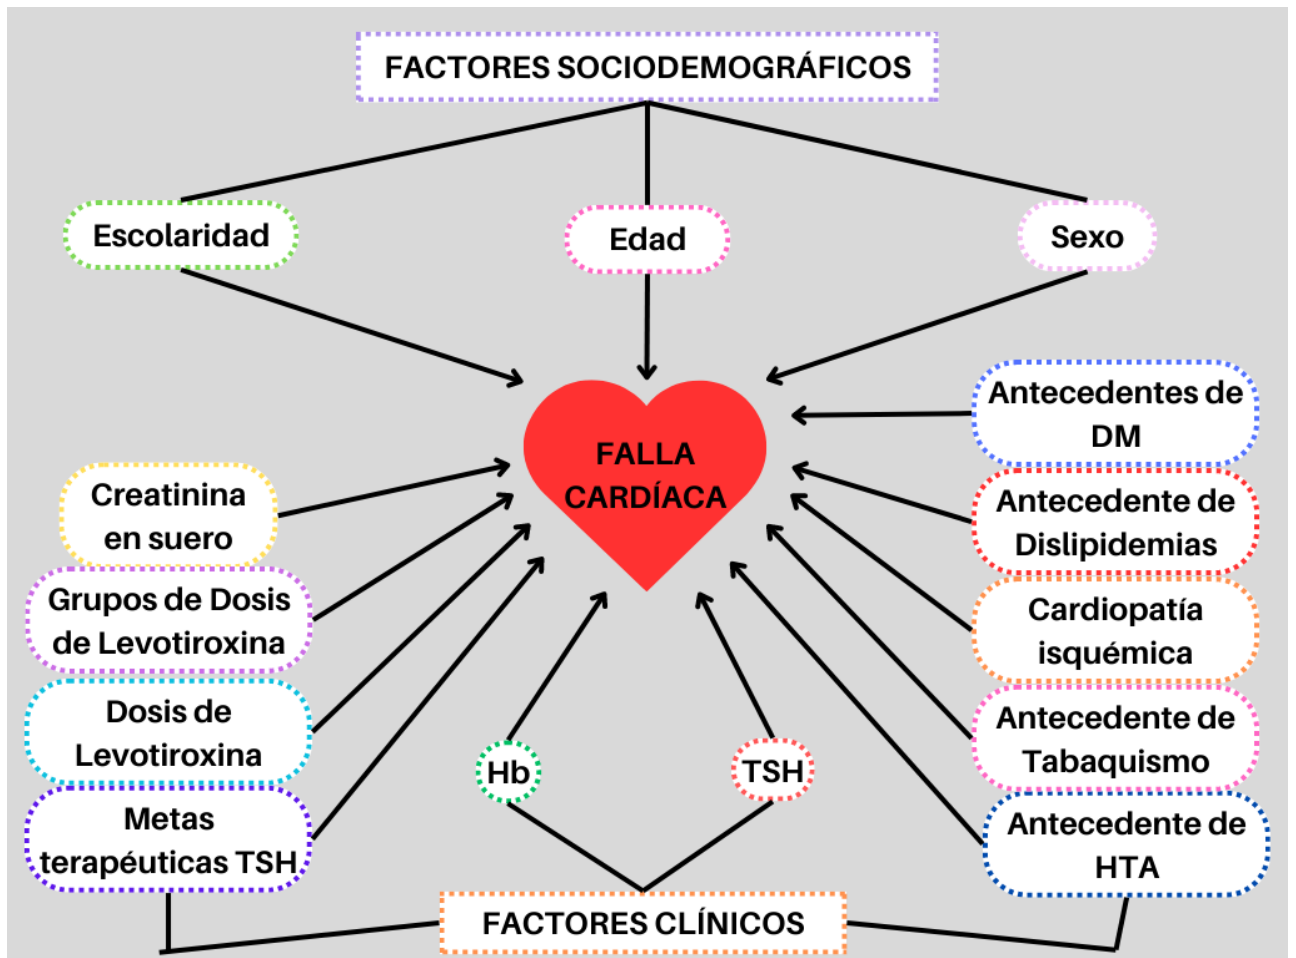 FACTORES SOCIODEMOGRÁFICOS
Escolaridad
Edad
Sexo
FALLA
CARDÍACA
Creatinina
en suero
Grupos de Dosis
de Levotiroxina
Dosis de
Levotiroxina
Metas
terapéuticas TSH
Hb
TSH
Antecedentes de
DM
Antecedente de
Dislipidemias
Cardiopatía
isquémica
Antecedente de
Tabaquismo
Antecedente de
HTA
FACTORES CLÍNICOS